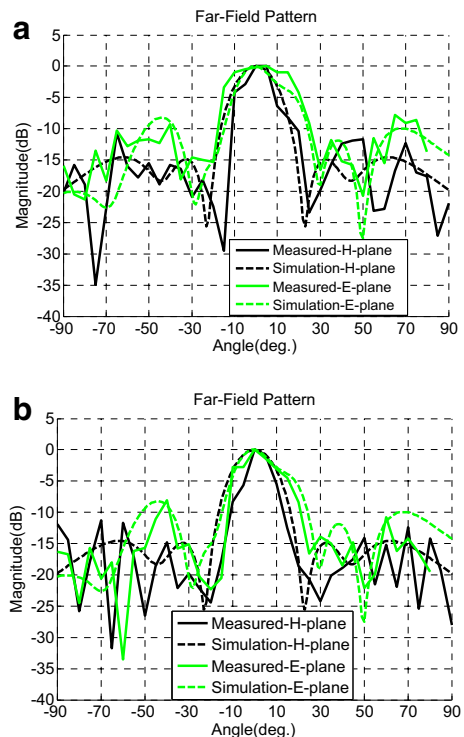 a
Far-Field Pattern
Magnitude(dB)
5
0
-5
-10
-15
-20
-25
-30
-35
-40
-90 -70 -50 -30 -10 10 30 50 70 90
Angle(deg.)
Measured-H-plane
Simulation-H-plane
Measured-E-plane
Simulation-E-plane
b
Far-Field Pattern
Magnitude(dB)
5
0
-5
-10
-15
-20
-25
-30
-35
-40
-90 -70 -50 -30 -10 10 30 50 70 90
Angle(deg.)
Measured-H-plane
Simulation-H-plane
Measured-E-plane
Simulation-E-plane